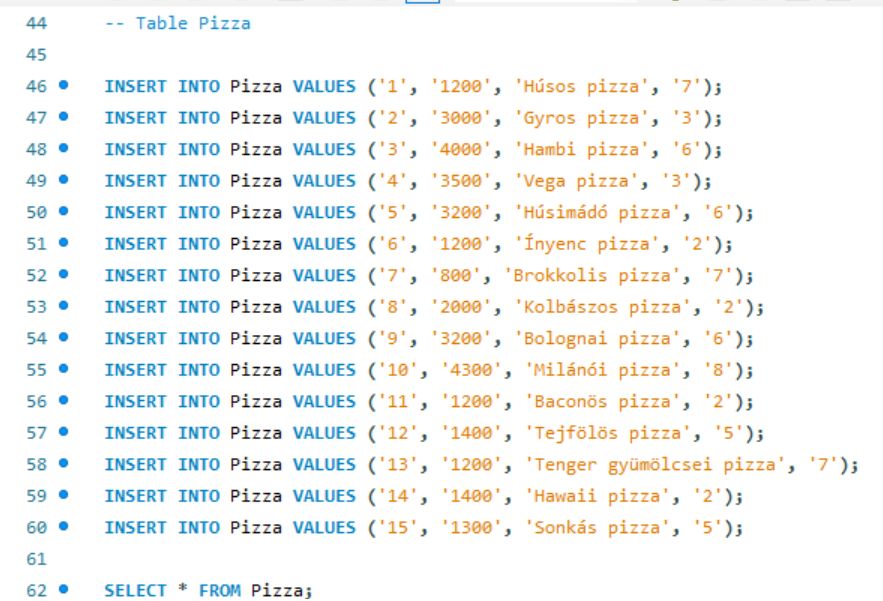 44 -- Table Pizza
45
46 INSERT INTO Pizza VALUES ('1', '1200', 'Húsos pizza', '7');
47 INSERT INTO Pizza VALUES ('2', '3000', 'Gyros pizza', '3');
48 INSERT INTO Pizza VALUES ('3', '4000', 'Hambi pizza', '6');
49 INSERT INTO Pizza VALUES ('4', '3500', 'Vega pizza', '3');
50 INSERT INTO Pizza VALUES ('5', '3200', 'Húsimádó pizza', '6');
51 INSERT INTO Pizza VALUES ('6', '1200', 'Ínyenc pizza', '2');
52 INSERT INTO Pizza VALUES ('7', '800', 'Brokkolis pizza', '7');
53 INSERT INTO Pizza VALUES ('8', '2000', 'Kolbászos pizza', '2');
54 INSERT INTO Pizza VALUES ('9', '3200', 'Bolognai pizza', '6');
55 INSERT INTO Pizza VALUES ('10', '4300', 'Milánói pizza', '8');
56 INSERT INTO Pizza VALUES ('11', '1200', 'Baconös pizza', '2');
57 INSERT INTO Pizza VALUES ('12', '1400', 'Tejfölös pizza', '5');
58 INSERT INTO Pizza VALUES ('13', '1200', 'Tenger gyümölcsei pizza', '7');
59 INSERT INTO Pizza VALUES ('14', '1400', 'Hawaii pizza', '2');
60 INSERT INTO Pizza VALUES ('15', '1300', 'Sonkás pizza', '5');
61
62 SELECT * FROM Pizza;